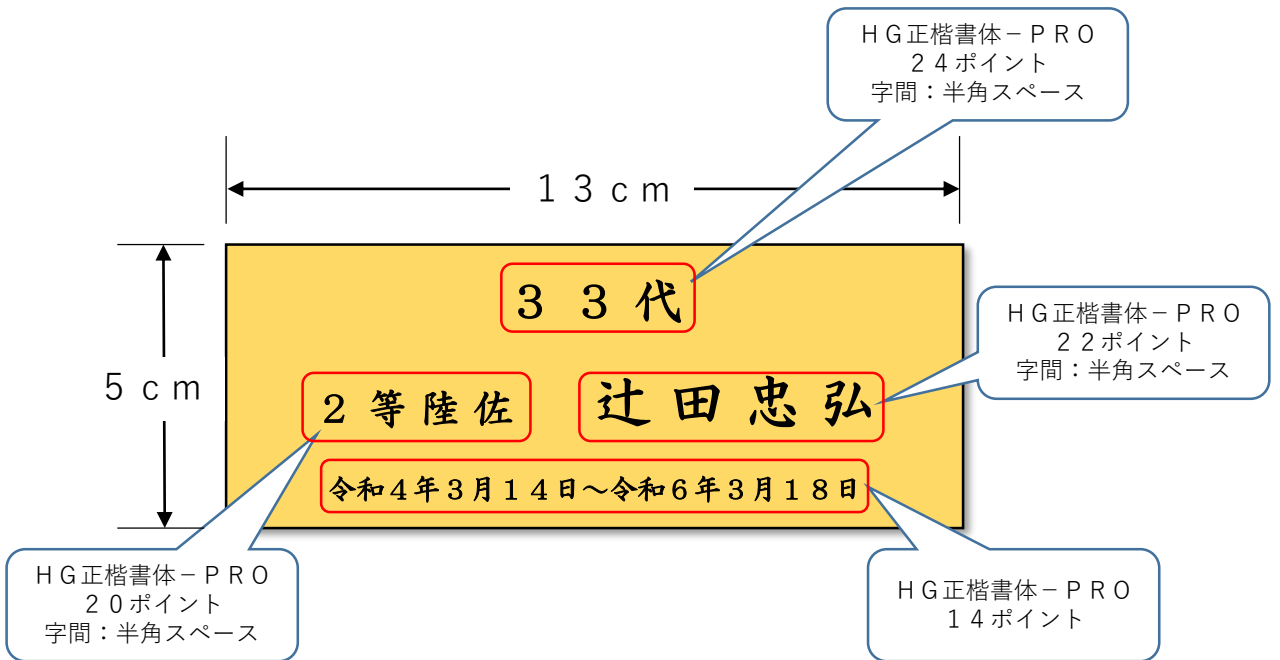 ＨＧ正楷書体－ＰＲＯ
２４ポイント
字間：半角スペース
１３ｃｍ
３ ３ 代
ＨＧ正楷書体－ＰＲＯ
２２ポイント
字間：半角スペース
５ｃｍ
２ 等 陸 佐 辻 田 忠 弘
令和４年３月１４日～令和６年３月１８日
ＨＧ正楷書体－ＰＲＯ
２０ポイント
字間：半角スペース
ＨＧ正楷書体－ＰＲＯ
１４ポイント